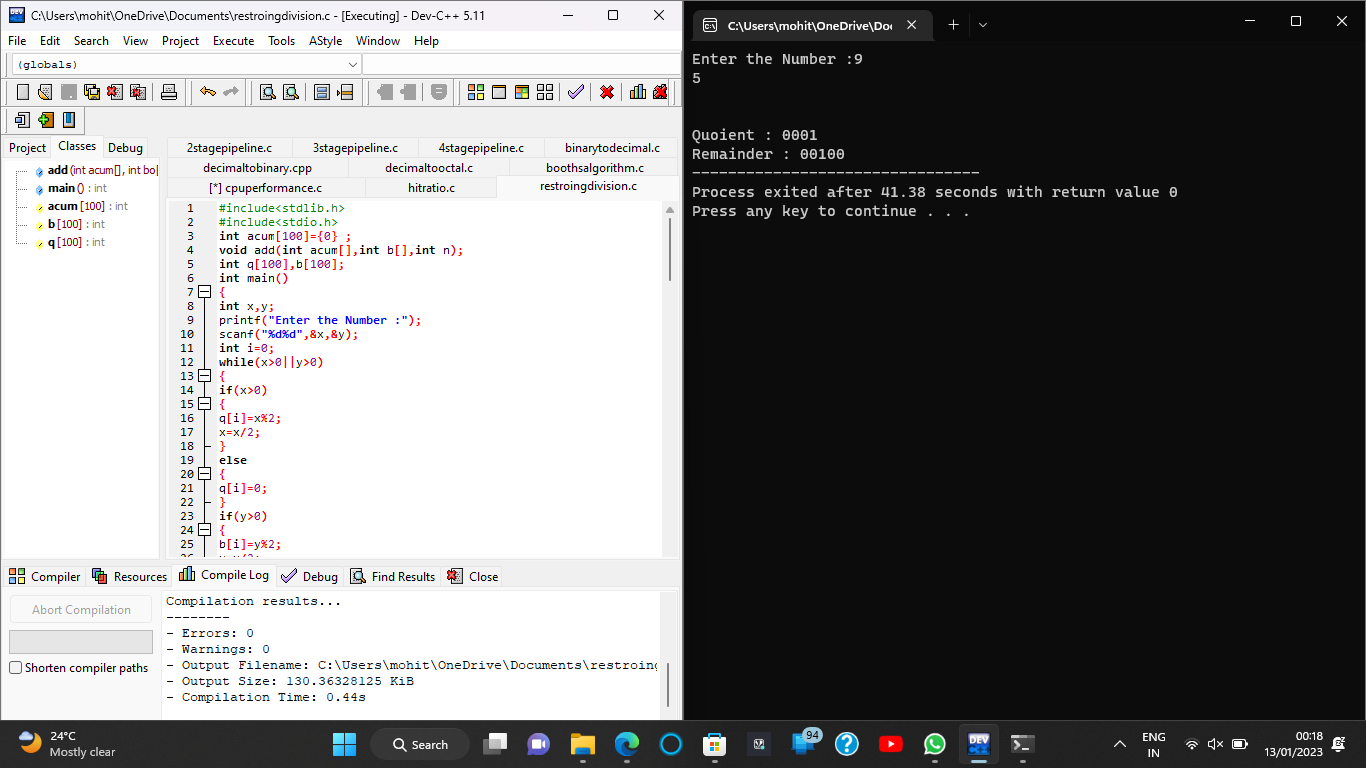 C:\Users\mohit\OneDrive\Documents\restroingdivision.c - [Executing] - Dev-C++ 5.11
File Edit Search View Project Execute Tools AStyle Window Help
(globals)
Project Classes Debug
add (int acum[], int bo[
main () : int
acum [100] : int
b [100] : int
q [100] : int
2stagepipeline.c 3stagepipeline.c 4stagepipeline.c binarytodecimal.c
decimaltobinary.cpp decimaltooctal.c boothsalgorithm.c
[*] cpuperformance.c hitratio.c restroingdivision.c
1 #include<stdlib.h>
2 #include<stdio.h>
3 int acum[100]={0} ;
4 void add(int acum[],int b[],int n);
5 int q[100],b[100];
6 int main()
7 {
8 int x,y;
9 printf("Enter the Number :");
10 scanf("%d%d",&x,&y);
11 int i=0;
12 while(x>0||y>0)
13 {
14 if(x>0)
15 {
16 q[i]=x%2;
17 x=x/2;
18 }
19 else
20 {
21 q[i]=0;
22 }
23 if(y>0)
24 {
25 b[i]=y%2;
Compiler Resources Compile Log Debug Find Results Close
Abort Compilation
Shorten compiler paths
Compilation results...
--------
- Errors: 0
- Warnings: 0
- Output Filename: C:\Users\mohit\OneDrive\Documents\restroing
- Output Size: 130.36328125 KiB
- Compilation Time: 0.44s
C:\Users\mohit\OneDrive\Doc
Enter the Number :9
5
Quoient : 0001
Remainder : 00100
--------------------------------
Process exited after 41.38 seconds with return value 0
Press any key to continue . . .
24°C
Mostly clear
Search
DEV
94
ENG
IN
00:18
13/01/2023